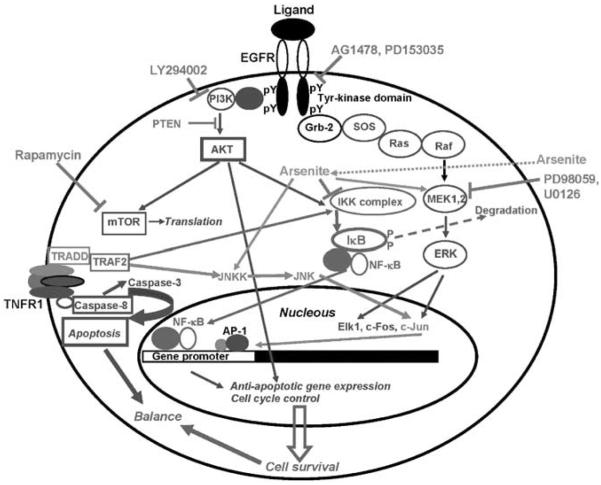 Ligand
AG1478, PD153035
EGFR
LY294002
pY
pY
PI3K
Tyr-kinase domain
pY
pY
Grb-2
SOS
PTEN
Ras
Raf
AKT
Rapamycin
Arsenite
Arsenite
PD98059,
U0126
IKK complex
MEK1,2
Degradation
mTOR
Translation
IκB
P
P
TRADD
TRAF2
NF-κB
ERK
JNKK
JNK
Caspase-3
TNFR1
Caspase-8
Nucleous
NF-κB
AP-1
Elk1, c-Fos, c-Jun
Apoptosis
Gene promoter
Anti-apoptotic gene expression
Cell cycle control
Balance
Cell survival